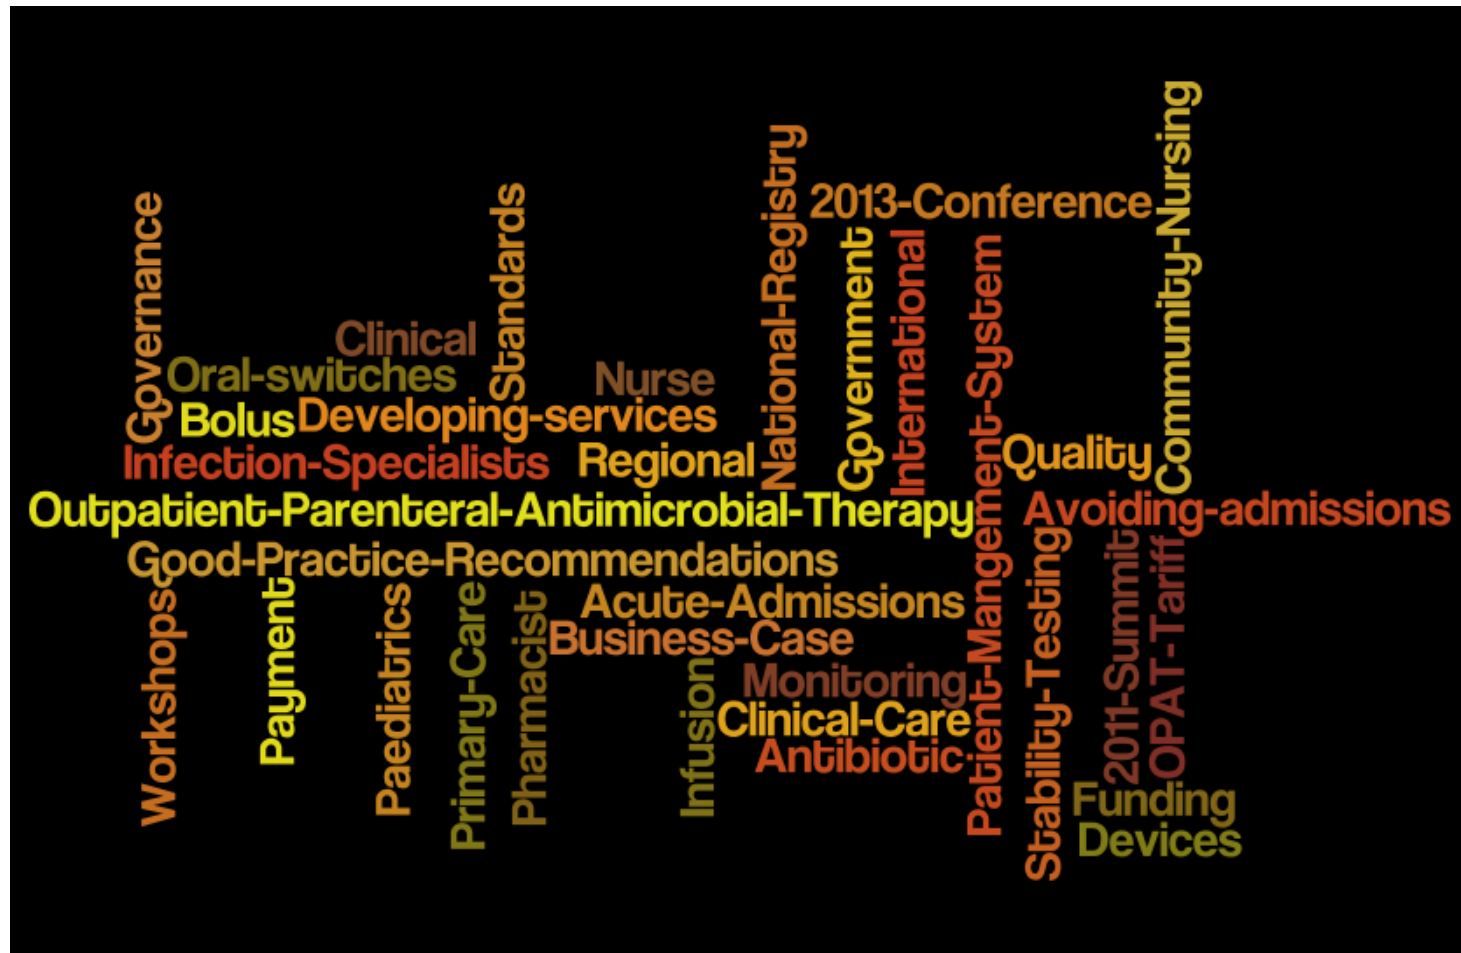 Community-Nursing
National-Registry
2013-Conference
Governance
Standards
Government
International
Patient-Mangement-System
Clinical
Oral-switches
Nurse
Bolus
Developing-services
Infection-Specialists
Regional
Quality
Outpatient-Parenteral-Antimicrobial-Therapy
Avoiding-admissions
Good-Practice-Recommendations
Workshops
Payment
Paediatrics
Primary-Care
Pharmacist
Acute-Admissions
Business-Case
Infusion
Monitoring
Clinical-Care
Antibiotic
Stability-Testing
2011-Summit
OPAT-Tariff
Funding
Devices